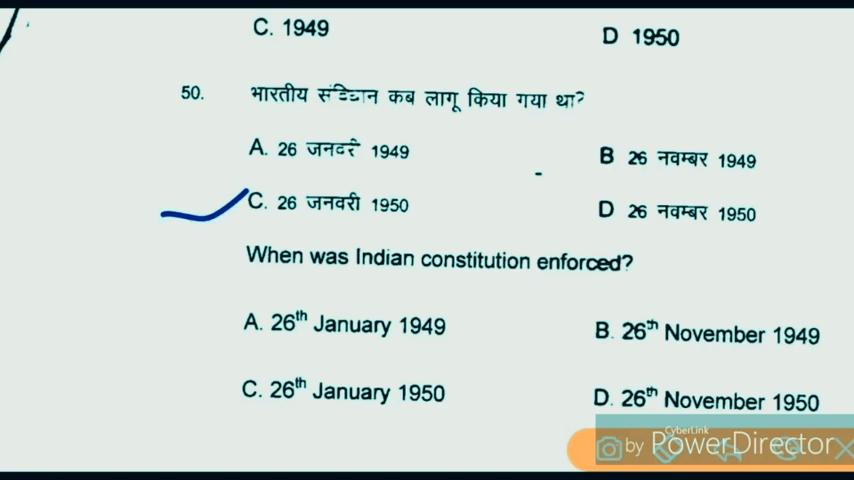 C. 1949
D 1950
50. भारतीय संविधान कब लागू किया गया था?
A. 26 जनवरी 1949
B 26 नवम्बर 1949
C. 26 जनवरी 1950
D 26 नवम्बर 1950
When was Indian constitution enforced?
A. 26th January 1949
B. 26th November 1949
C. 26th January 1950
D. 26th November 1950
CyberLink
by PowerDirector